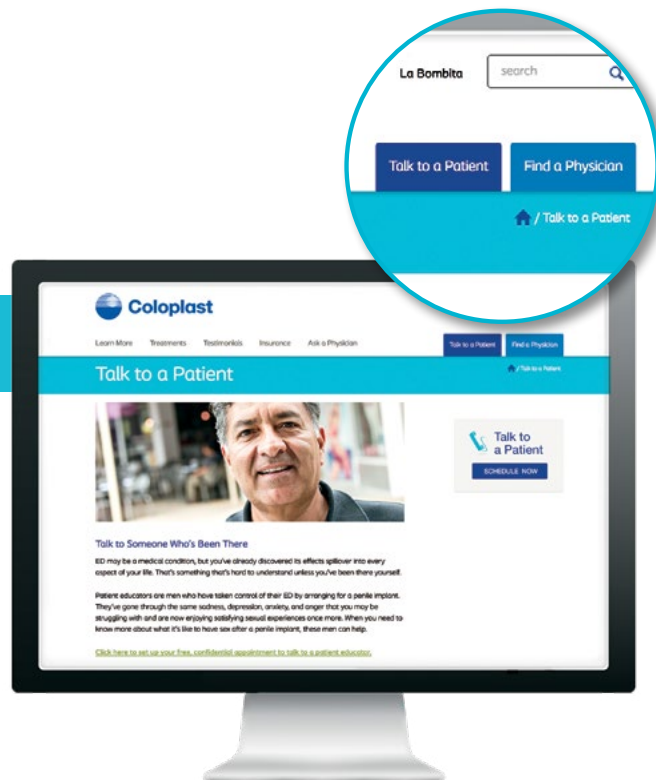 La Bombita
search
Talk to a Patient
Find a Physician
/ Talk to a Patient
Coloplast
Learn More Treatments Testimonials Insurance Ask a Physician
Talk to a Patient Find a Physician
Talk to a Patient
/ Talk to a Patient
Talk to
a Patient
SCHEDULE NOW
Talk to Someone Who's Been There
ED may be a medical condition, but you've already discovered its effects spillover into every
aspect of your life. That's something that's hard to understand unless you've been there yourself.
Patient educators are men who have taken control of their ED by arranging for a penile implant.
They've gone through the same sadness, depression, anxiety, and anger that you may be
struggling with and are now enjoying satisfying sexual experiences once more. When you need to
know more about what it's like to have sex after a penile implant, these men can help.
Click here to set up your free, confidential appointment to talk to a patient educator.